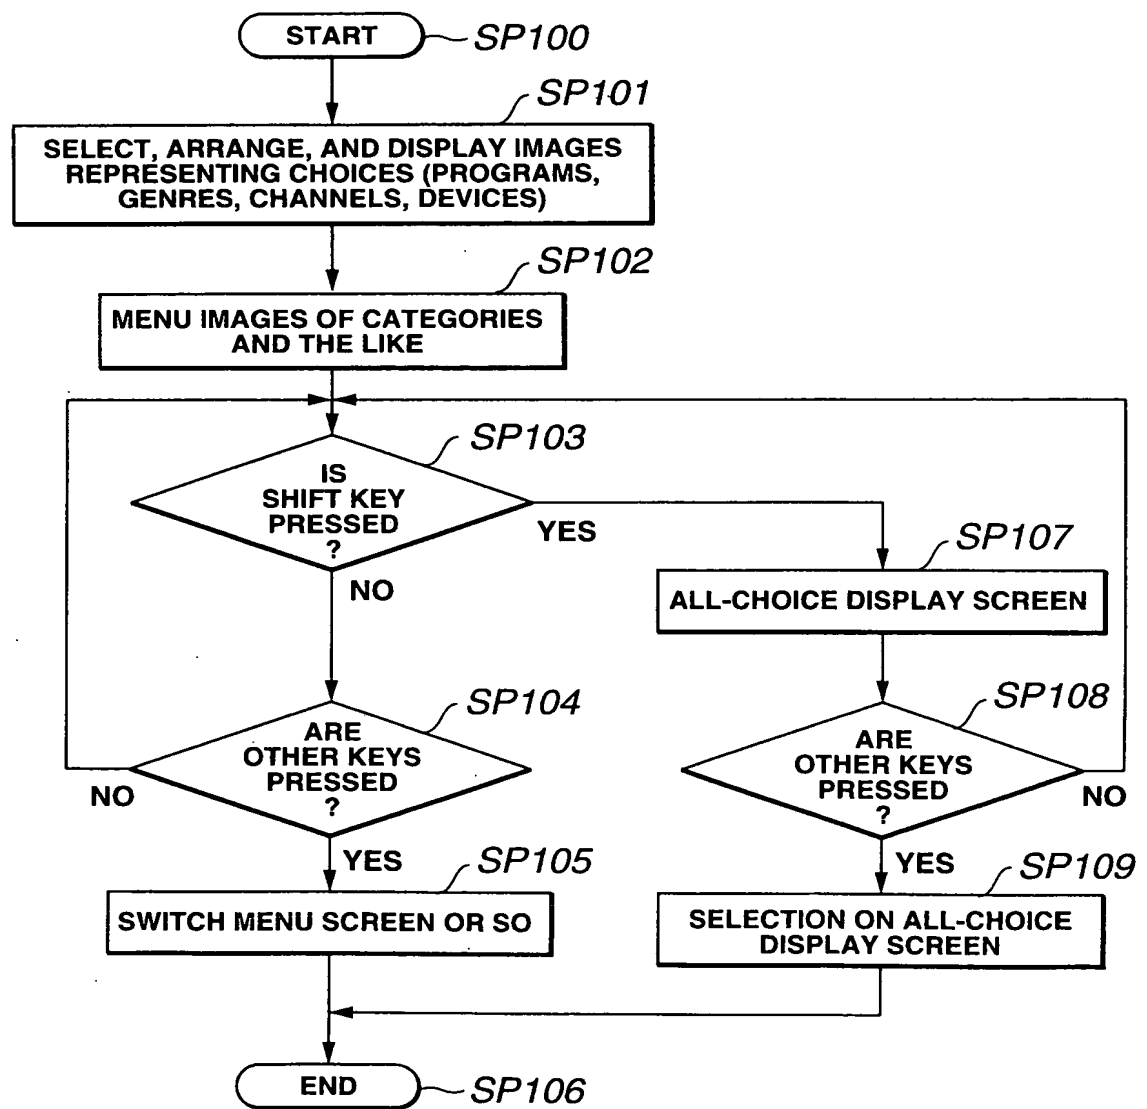 START
SP100
SP101
SELECT, ARRANGE, AND DISPLAY IMAGES
REPRESENTING CHOICES (PROGRAMS,
GENRES, CHANNELS, DEVICES)
SP102
MENU IMAGES OF CATEGORIES
AND THE LIKE
SP103
IS
SHIFT KEY
PRESSED
?
YES
NO
SP107
ALL-CHOICE DISPLAY SCREEN
SP104
ARE
OTHER KEYS
PRESSED
?
NO
YES
SP108
ARE
OTHER KEYS
PRESSED
?
NO
YES
SP105
SWITCH MENU SCREEN OR SO
SP109
SELECTION ON ALL-CHOICE
DISPLAY SCREEN
END
SP106